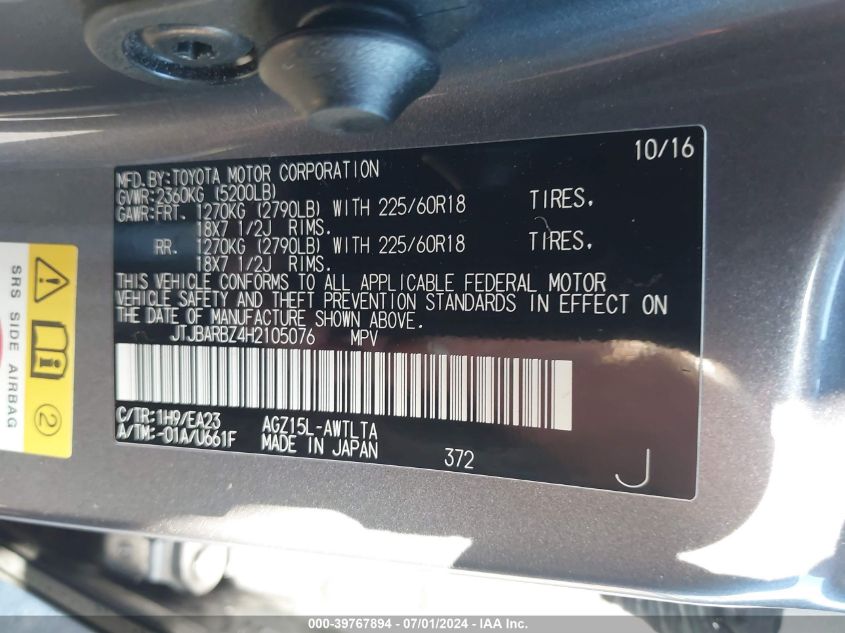 10/16
MFD.BY:TOYOTA MOTOR CORPORATION
GVWR:2360KG (5200LB)
GAWR:FRT. 1270KG (2790LB) WITH 225/60R18 TIRES.
18X7 1/2J RIMS.
RR. 1270KG (2790LB) WITH 225/60R18 TIRES.
18X7 1/2J RIMS.
THIS VEHICLE CONFORMS TO ALL APPLICABLE FEDERAL MOTOR
VEHICLE SAFETY AND THEFT PREVENTION STANDARDS IN EFFECT ON
THE DATE OF MANUFACTURE SHOWN ABOVE.
JTJBARBZ4H2105076 MPV
C/TR:1H9/EA23 AGZ15L-AWTLTA
A/TM:-01A/U661F MADE IN JAPAN 372
J
SRS SIDE AIRBAG
2
000-39767894 - 07/01/2024 - IAA Inc.